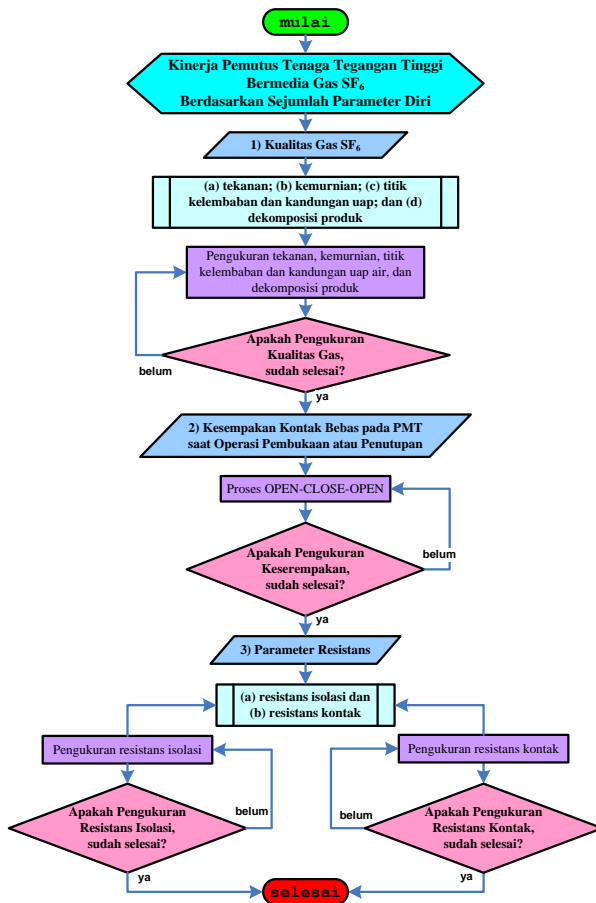 mulai
Kinerja Pemutus Tenaga Tegangan Tinggi
Bermedia Gas SF₆
Berdasarkan Sejumlah Parameter Diri
1) Kualitas Gas SF₆
(a) tekanan; (b) kemurnian; (c) titik
kelembaban dan kandungan uap; dan (d)
dekomposisi produk
Pengukuran tekanan, kemurnian, titik
kelembaban dan kandungan uap air, dan
dekomposisi produk
Apakah Pengukuran
Kualitas Gas,
sudah selesai?
belum
ya
2) Kesempakan Kontak Bebas pada PMT
saat Operasi Pembukaan atau Penutupan
Proses OPEN-CLOSE-OPEN
Apakah Pengukuran
Keserempakan,
sudah selesai?
belum
ya
3) Parameter Resistans
(a) resistans isolasi dan
(b) resistans kontak
Pengukuran resistans isolasi
Apakah Pengukuran
Resistans Isolasi,
sudah selesai?
belum
ya
Pengukuran resistans kontak
Apakah Pengukuran
Resistans Kontak,
sudah selesai?
belum
ya
selesai